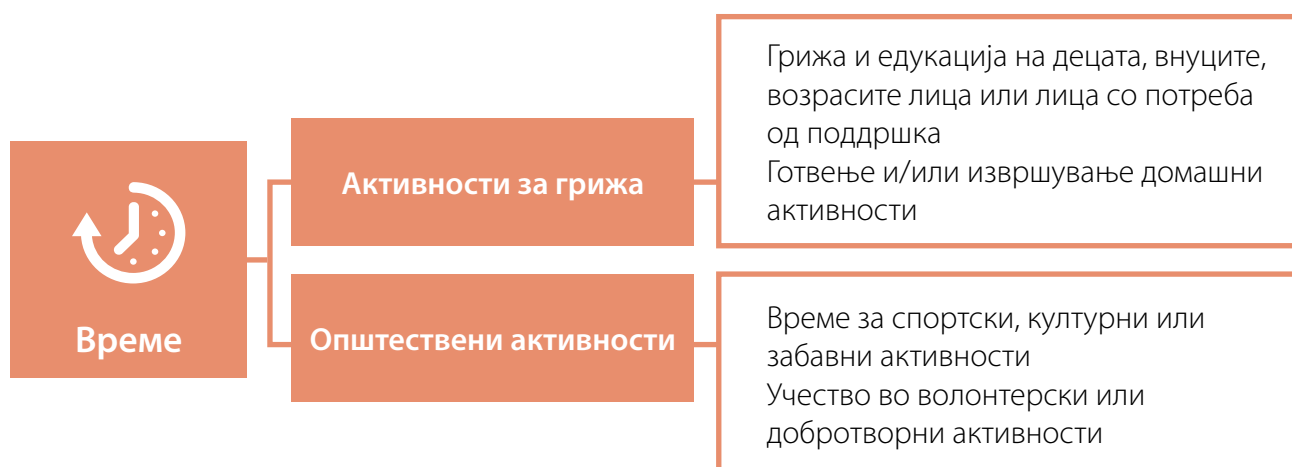 Време
Активности за грижа
Грижа и едукација на децата, внуците,
возрасите лица или лица со потреба
од поддршка
Готвење и/или извршување домашни
активности
Општествени активности
Време за спортски, културни или
забавни активности
Учество во волонтерски или
добротворни активности